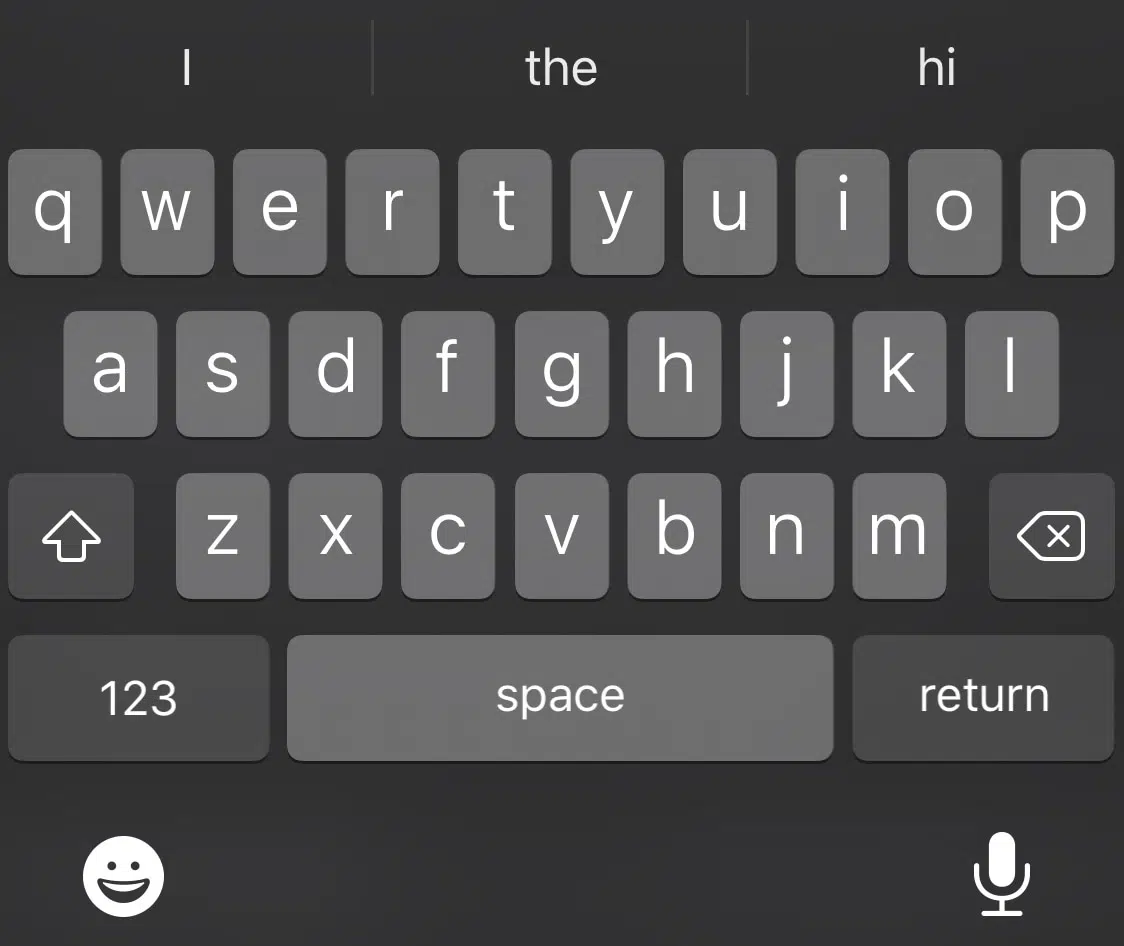 I the hi
q w e r t y u i o p
a s d f g h j k l
z x c v b n m
123 space return